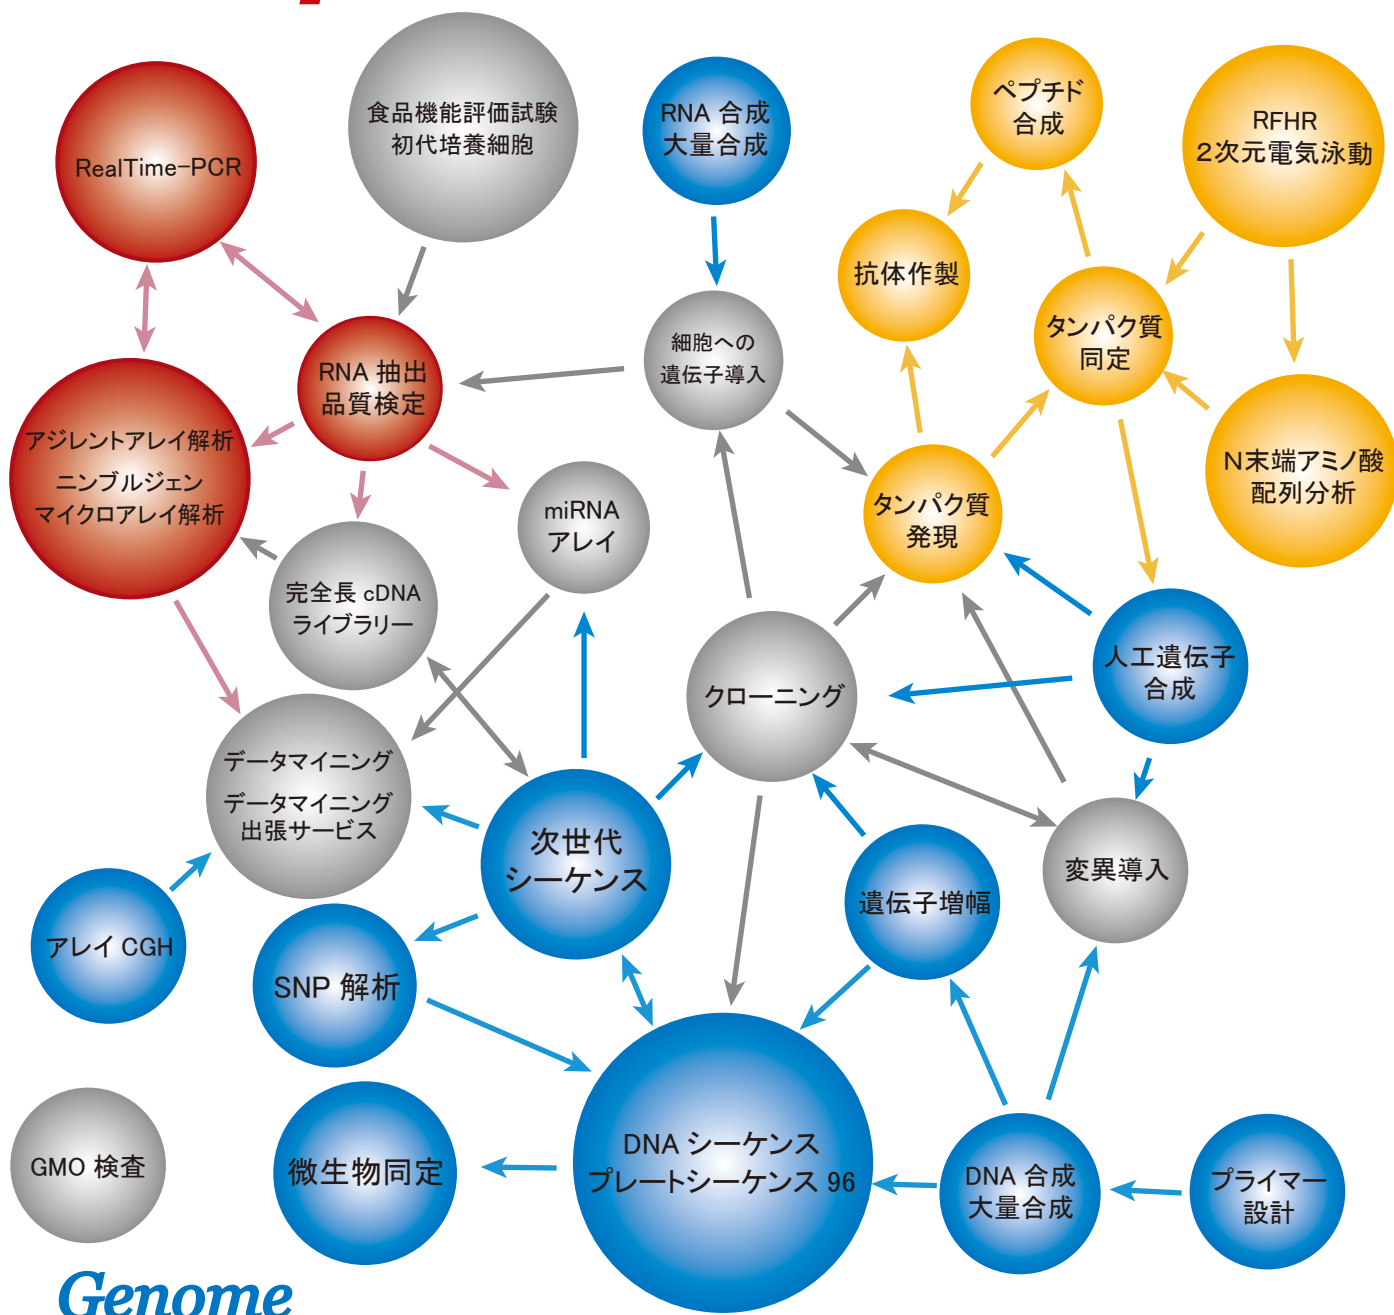 RealTime-PCR
食品機能評価試験
初代培養細胞
RNA 合成
大量合成
ペプチド
合成
RFHR
2次元電気泳動
抗体作製
タンパク質
同定
細胞への
遺伝子導入
RNA 抽出
品質検定
アジレントアレイ解析
ニンブルジェン
マイクロアレイ解析
N末端アミノ酸
配列分析
タンパク質
発現
miRNA
アレイ
完全長 cDNA
ライブラリー
人工遺伝子
合成
クローニング
データマイニング
データマイニング
出張サービス
次世代
シーケンス
変異導入
遺伝子増幅
アレイ CGH
SNP 解析
GMO 検査
微生物同定
DNA シーケンス
プレートシーケンス 96
DNA 合成
大量合成
プライマー
設計
Genome